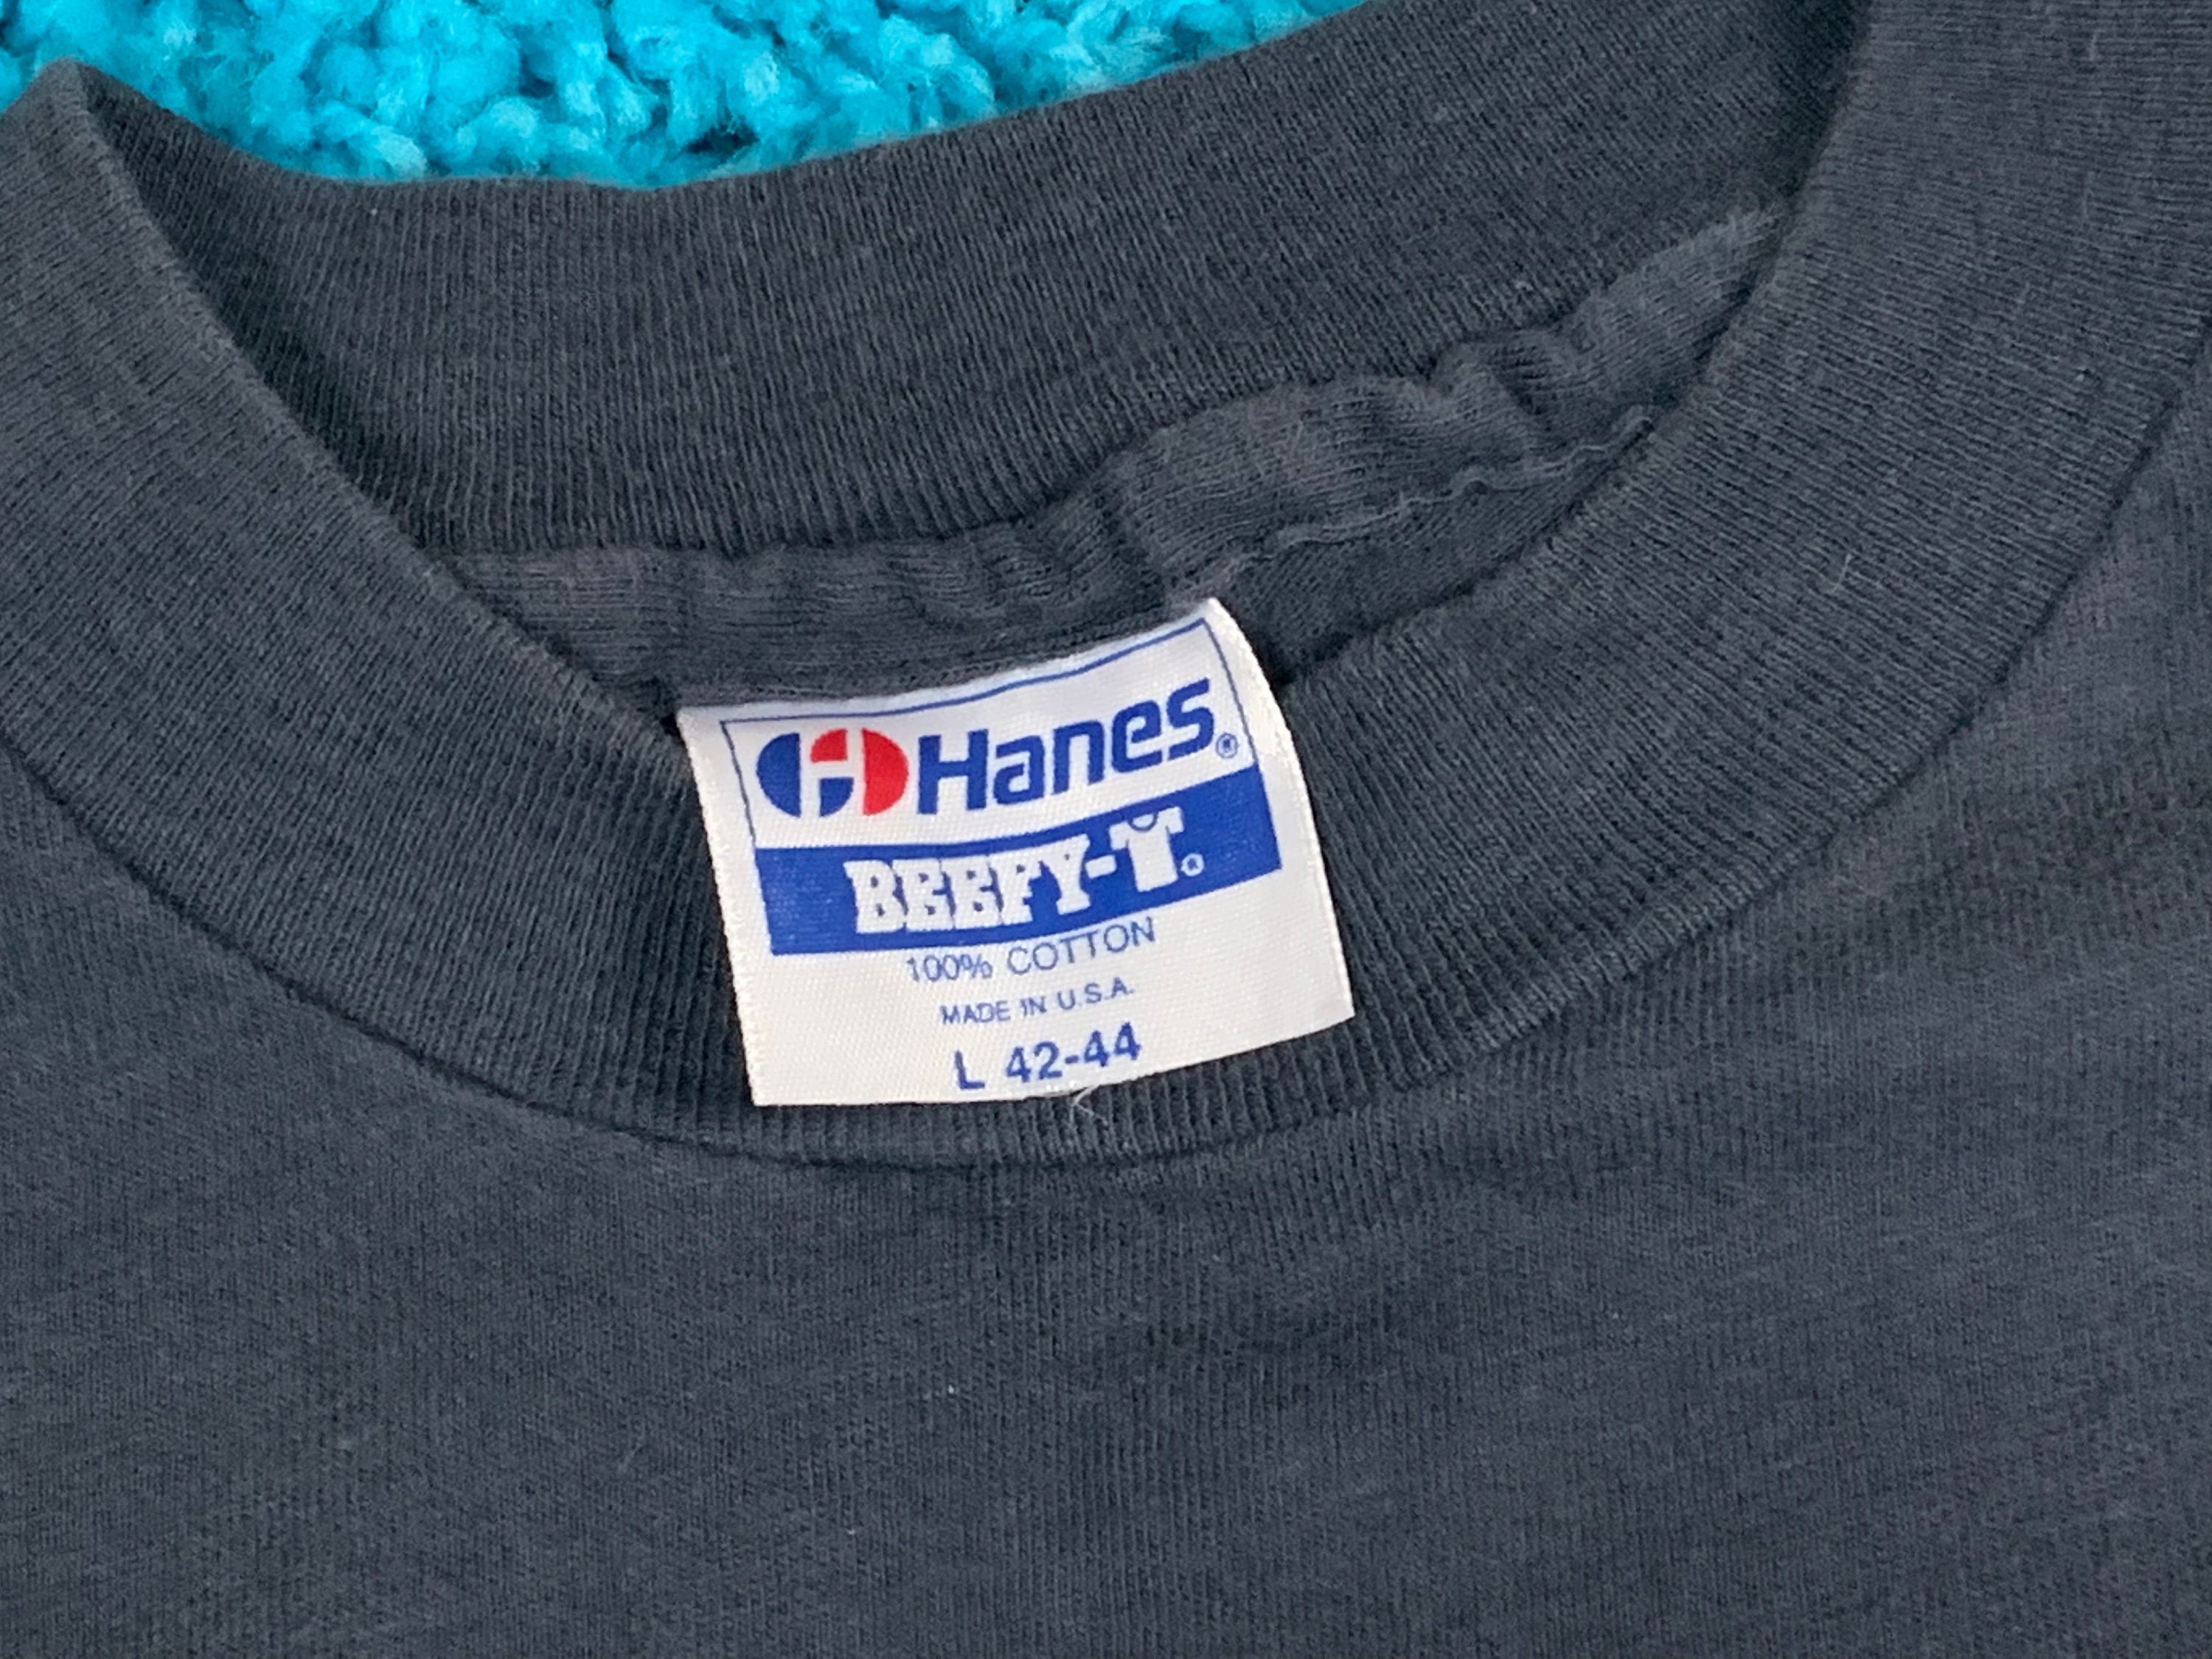 Hanes®
BEEFY-T®
100% COTTON
MADE IN U.S.A.
L 42-44